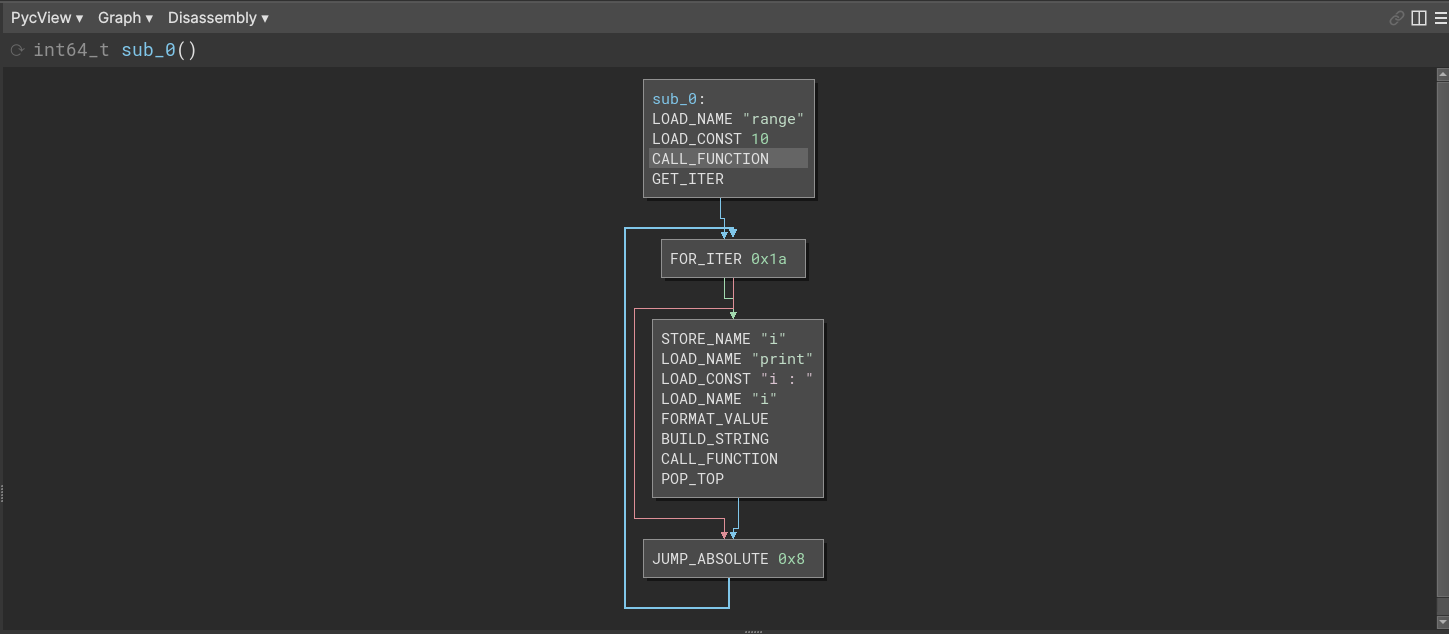 PycView ▾ Graph ▾ Disassembly ▾
int64_t sub_0()
sub_0:
LOAD_NAME "range"
LOAD_CONST 10
CALL_FUNCTION
GET_ITER
FOR_ITER 0x1a
STORE_NAME "i"
LOAD_NAME "print"
LOAD_CONST "i : "
LOAD_NAME "i"
FORMAT_VALUE
BUILD_STRING
CALL_FUNCTION
POP_TOP
JUMP_ABSOLUTE 0x8